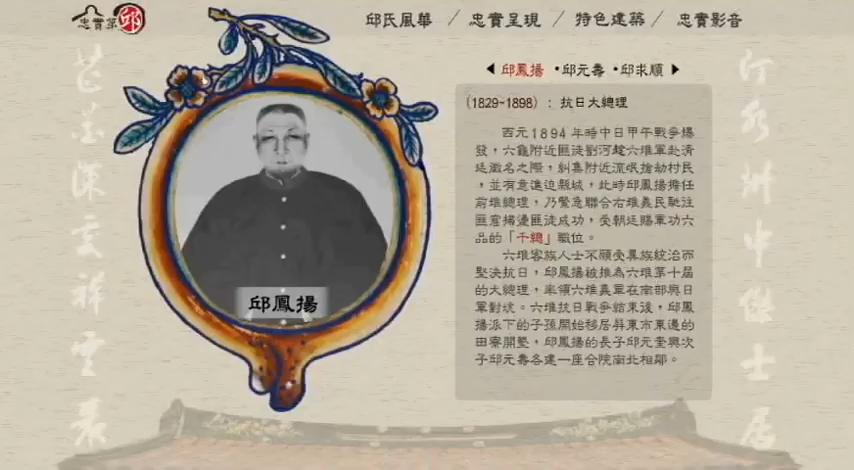 忠實第 邱
邱氏風華 / 忠實呈現 / 特色建築 / 忠實影音
邱鳳揚 •邱元壽 •邱求順
(1829~1898) : 抗日大總理
西元1894年時中日甲午戰爭爆
發，六龜附近匪徒劉河趁六堆軍赴清
廷徵名之際，糾集附近流氓搶劫村民
，並有意進迫縣城，此時邱鳳揚擔任
前堆總理，乃緊急聯合右堆義民馳往
匪窟掃盪匪徒成功，受朝廷賜軍功六
品的「千總」職位。
六堆客族人士不願受異族統治而
堅決抗日，邱鳳揚被推為六堆第十屆
的大總理，率領六堆義軍在南部與日
軍對抗。六堆抗日戰爭結束後，邱鳳
揚派下的子孫開始移居屏東市東邊的
田寮開墾，邱鳳揚的長子邱元奎與次
子邱元壽各建一座合院南北相鄰。
邱鳳揚